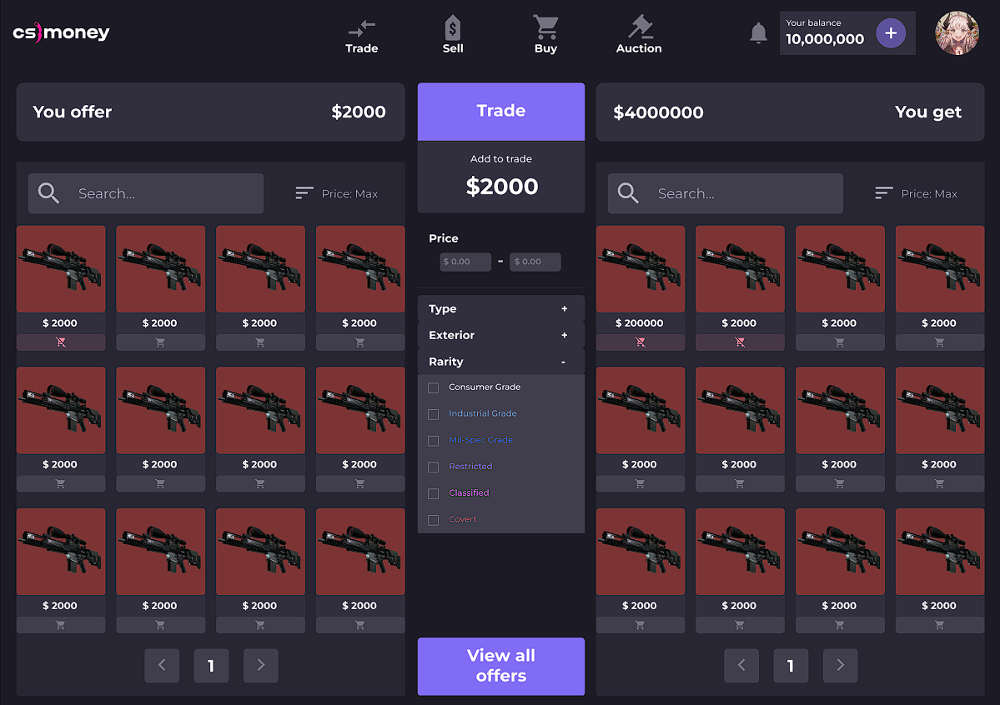 cs money
Trade
Sell
Buy
Auction
Your balance
10,000,000
+
You offer
$2000
Trade
$4000000
You get
Add to trade
$2000
Search...
Price: Max
Search...
Price: Max
Price
$ 0.00 - $ 0.00
Type +
Exterior +
Rarity -
Consumer Grade
Industrial Grade
Mil-Spec Grade
Restricted
Classified
Covert
$ 2000 $ 2000 $ 2000 $ 2000
$ 2000 $ 2000 $ 2000 $ 2000
$ 2000 $ 2000 $ 2000 $ 2000
$ 200000 $ 2000 $ 2000 $ 2000
$ 2000 $ 2000 $ 2000 $ 2000
$ 2000 $ 2000 $ 2000 $ 2000
1
View all
offers
1